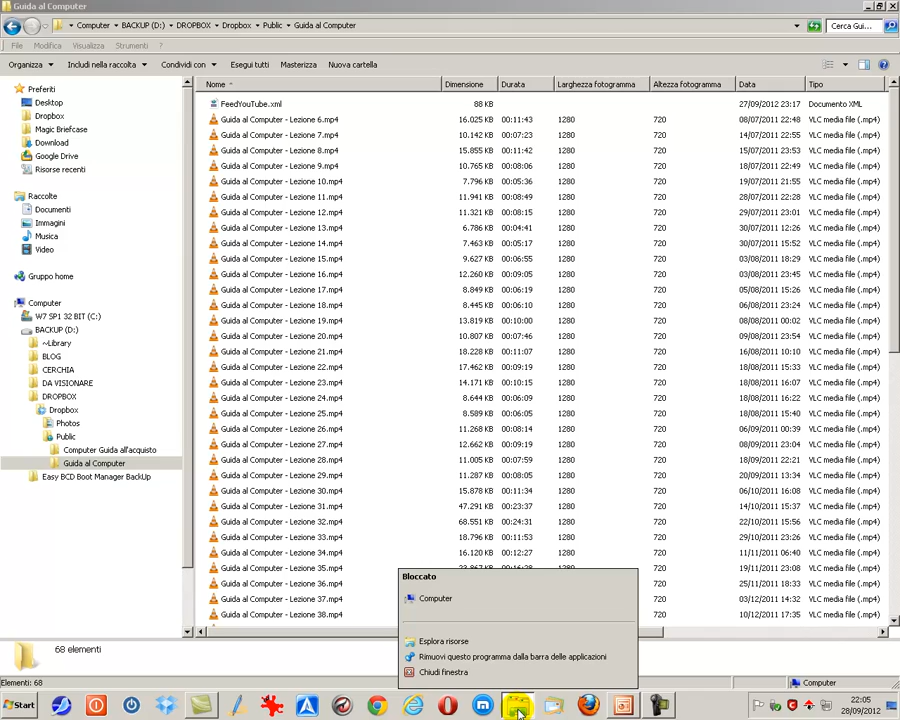 Guida al Computer
Computer ▸ BACKUP (D:) ▸ DROPBOX ▸ Dropbox ▸ Public ▸ Guida al Computer
Cerca Gui...
File Modifica Visualizza Strumenti ?
Organizza Includi nella raccolta Condividi con Esegui tutti Masterizza Nuova cartella
Preferiti
Desktop
Dropbox
Magic Briefcase
Download
Google Drive
Risorse recenti
Raccolte
Documenti
Immagini
Musica
Video
Gruppo home
Computer
W7 SP1 32 BIT (C:)
BACKUP (D:)
~Library
BLOG
CERCHIA
DA VISIONARE
DROPBOX
Dropbox
Photos
Public
Computer Guida all'acquisto
Guida al Computer
Easy BCD Boot Manager BackUp
Nome Dimensione Durata Larghezza fotogramma Altezza fotogramma Data Tipo
FeedYouTube.xml 88 KB 27/09/2012 23:17 Documento XML
Guida al Computer - Lezione 6.mp4 16.025 KB 00:11:43 1280 720 08/07/2011 22:48 VLC media file (.mp4)
Guida al Computer - Lezione 7.mp4 10.142 KB 00:07:23 1280 720 14/07/2011 22:55 VLC media file (.mp4)
Guida al Computer - Lezione 8.mp4 15.855 KB 00:11:42 1280 720 15/07/2011 23:53 VLC media file (.mp4)
Guida al Computer - Lezione 9.mp4 10.765 KB 00:08:06 1280 720 18/07/2011 22:49 VLC media file (.mp4)
Guida al Computer - Lezione 10.mp4 7.796 KB 00:05:36 1280 720 19/07/2011 21:55 VLC media file (.mp4)
Guida al Computer - Lezione 11.mp4 11.941 KB 00:08:49 1280 720 28/07/2011 22:28 VLC media file (.mp4)
Guida al Computer - Lezione 12.mp4 11.321 KB 00:08:15 1280 720 29/07/2011 23:01 VLC media file (.mp4)
Guida al Computer - Lezione 13.mp4 6.786 KB 00:04:41 1280 720 30/07/2011 12:26 VLC media file (.mp4)
Guida al Computer - Lezione 14.mp4 7.463 KB 00:05:17 1280 720 30/07/2011 15:52 VLC media file (.mp4)
Guida al Computer - Lezione 15.mp4 9.627 KB 00:06:55 1280 720 03/08/2011 18:29 VLC media file (.mp4)
Guida al Computer - Lezione 16.mp4 12.260 KB 00:09:05 1280 720 03/08/2011 23:45 VLC media file (.mp4)
Guida al Computer - Lezione 17.mp4 8.849 KB 00:06:19 1280 720 05/08/2011 15:26 VLC media file (.mp4)
Guida al Computer - Lezione 18.mp4 8.445 KB 00:06:10 1280 720 06/08/2011 23:24 VLC media file (.mp4)
Guida al Computer - Lezione 19.mp4 13.819 KB 00:10:00 1280 720 08/08/2011 00:02 VLC media file (.mp4)
Guida al Computer - Lezione 20.mp4 10.807 KB 00:07:46 1280 720 09/08/2011 23:54 VLC media file (.mp4)
Guida al Computer - Lezione 21.mp4 18.228 KB 00:11:07 1280 720 16/08/2011 10:10 VLC media file (.mp4)
Guida al Computer - Lezione 22.mp4 17.462 KB 00:09:19 1280 720 18/08/2011 15:33 VLC media file (.mp4)
Guida al Computer - Lezione 23.mp4 14.171 KB 00:10:15 1280 720 18/08/2011 16:07 VLC media file (.mp4)
Guida al Computer - Lezione 24.mp4 8.644 KB 00:06:09 1280 720 18/08/2011 16:22 VLC media file (.mp4)
Guida al Computer - Lezione 25.mp4 8.589 KB 00:06:05 1280 720 18/08/2011 15:40 VLC media file (.mp4)
Guida al Computer - Lezione 26.mp4 11.268 KB 00:08:14 1280 720 06/09/2011 00:39 VLC media file (.mp4)
Guida al Computer - Lezione 27.mp4 12.662 KB 00:09:19 1280 720 08/09/2011 23:04 VLC media file (.mp4)
Guida al Computer - Lezione 28.mp4 11.005 KB 00:07:59 1280 720 18/09/2011 22:21 VLC media file (.mp4)
Guida al Computer - Lezione 29.mp4 11.287 KB 00:08:05 1280 720 20/09/2011 13:34 VLC media file (.mp4)
Guida al Computer - Lezione 30.mp4 15.878 KB 00:11:34 1280 720 06/10/2011 16:08 VLC media file (.mp4)
Guida al Computer - Lezione 31.mp4 47.291 KB 00:23:37 1280 720 14/10/2011 15:37 VLC media file (.mp4)
Guida al Computer - Lezione 32.mp4 68.551 KB 00:24:31 1280 720 22/10/2011 15:56 VLC media file (.mp4)
Guida al Computer - Lezione 33.mp4 18.796 KB 00:11:53 1280 720 29/10/2011 23:26 VLC media file (.mp4)
Guida al Computer - Lezione 34.mp4 16.120 KB 00:12:27 1280 720 11/11/2011 06:40 VLC media file (.mp4)
Guida al Computer - Lezione 35.mp4 1280 720 19/11/2011 23:08 VLC media file (.mp4)
Guida al Computer - Lezione 36.mp4 720 25/11/2011 18:33 VLC media file (.mp4)
Guida al Computer - Lezione 37.mp4 720 03/12/2011 14:32 VLC media file (.mp4)
Guida al Computer - Lezione 38.mp4 720 10/12/2011 17:35 VLC media file (.mp4)
Bloccato
Computer
Esplora risorse
Rimuovi questo programma dalla barra delle applicazioni
Chiudi finestra
68 elementi
Elementi: 68 Computer
Start
22:05
28/09/2012